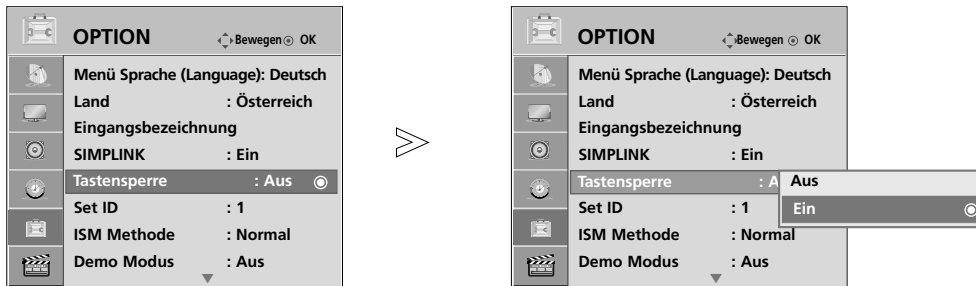 OPTION Bewegen OK
Menü Sprache (Language): Deutsch
Land : Österreich
Eingangsbezeichnung
SIMPLINK : Ein
Tastensperre : Aus
Set ID : 1
ISM Methode : Normal
Demo Modus : Aus
OPTION Bewegen OK
Menü Sprache (Language): Deutsch
Land : Österreich
Eingangsbezeichnung
SIMPLINK : Ein
Tastensperre : A
Aus
Ein
Set ID : 1
ISM Methode : Normal
Demo Modus : Aus